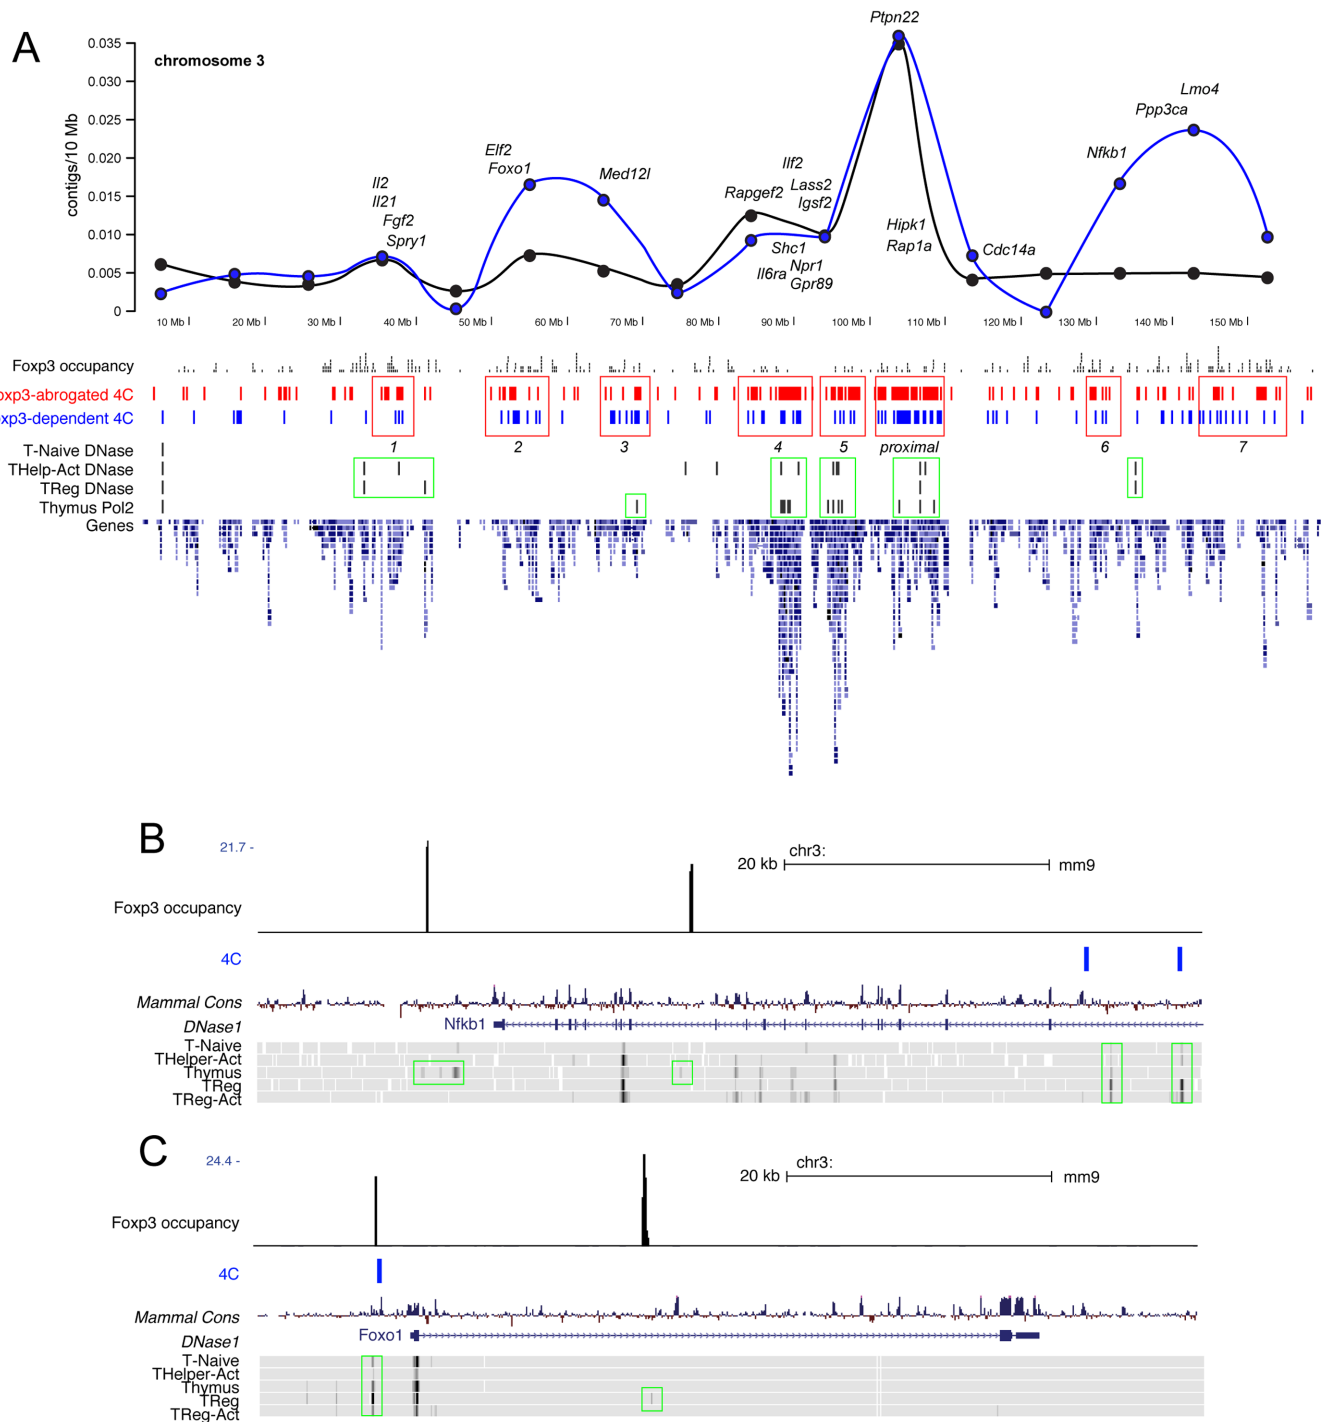 A
chromosome 3
contigs/10 Mb
0.035
0.030
0.025
0.020
0.015
0.010
0.005
0
Ptpn22
Lmo4
Ppp3ca
Nfkb1
Elf2
Foxo1
Med12l
Il2
Il21
Fgf2
Spry1
Ilf2
Rapgef2
Lass2
Igsf2
Shc1
Il6ra
Npr1
Gpr89
Hipk1
Rap1a
Cdc14a
10 Mb 20 Mb 30 Mb 40 Mb 50 Mb 60 Mb 70 Mb 80 Mb 90 Mb 100 Mb 110 Mb 120 Mb 130 Mb 140 Mb 150 Mb
Foxp3 occupancy
oxp3-abrogated 4C
xp3-dependent 4C
1 2 3 4 5 proximal 6 7
T-Naive DNase
THelp-Act DNase
TReg DNase
Thymus Pol2
Genes
B
21.7 -
chr3:
20 kb
mm9
Foxp3 occupancy
4C
Mammal Cons
Nfkb1
DNase1
T-Naive
THelper-Act
Thymus
TReg
TReg-Act
C
24.4 -
chr3:
20 kb
mm9
Foxp3 occupancy
4C
Mammal Cons
Foxo1
DNase1
T-Naive
THelper-Act
Thymus
TReg
TReg-Act